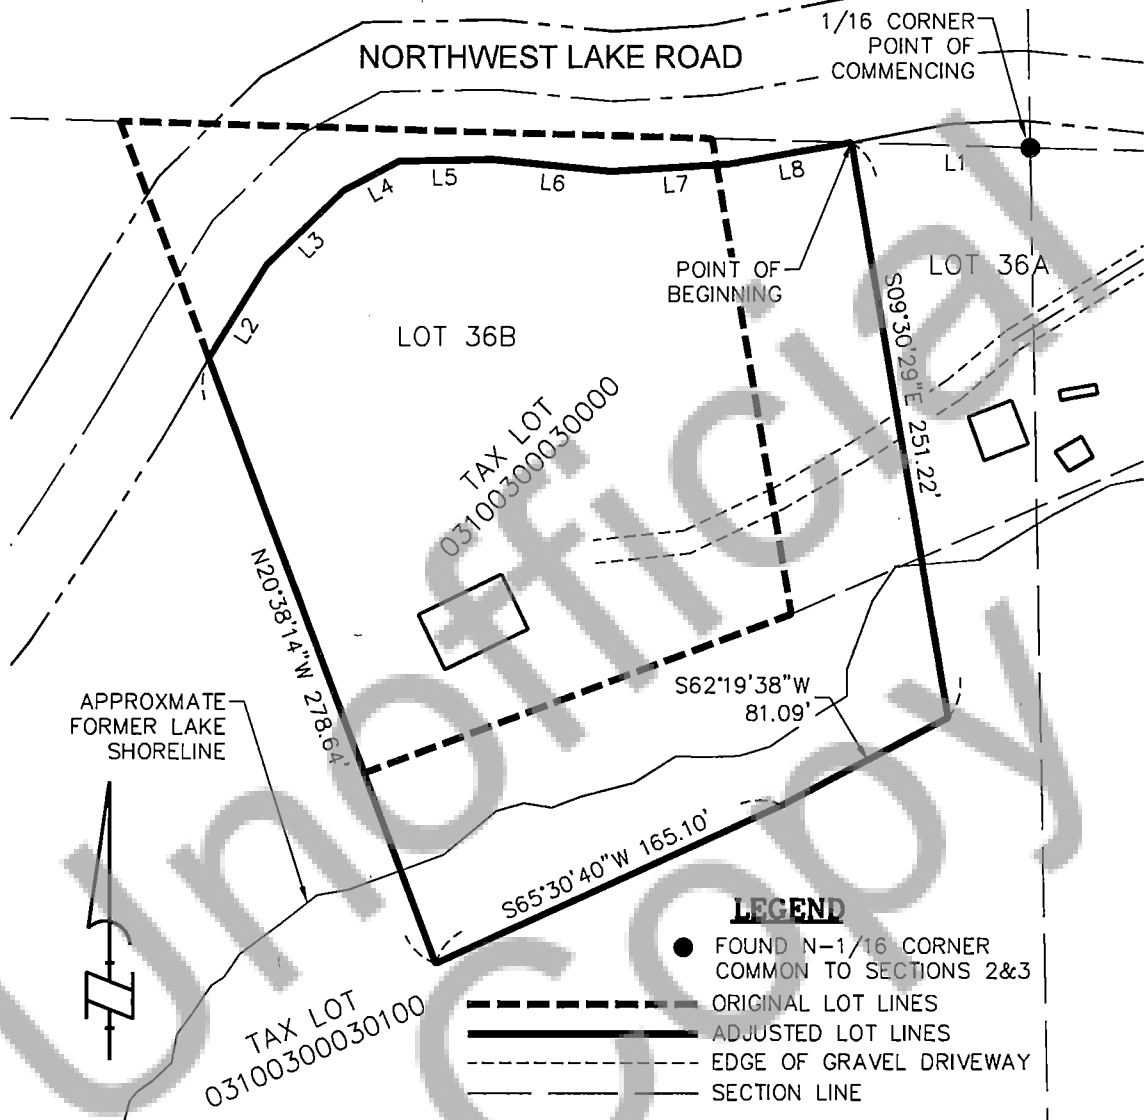 1/16 CORNER
POINT OF
COMMENCING
NORTHWEST LAKE ROAD
L1
L8
L7
L6
L5
L4
L3
L2
POINT OF
BEGINNING
LOT 36A
LOT 36B
S09°30'29"E 251.22'
TAX LOT
03100300030000
N20°38'14"W 278.64'
S62°19'38"W
81.09'
APPROXMATE
FORMER LAKE
SHORELINE
S65°30'40"W 165.10'
TAX LOT
03100300030100
LEGEND
FOUND N-1/16 CORNER
COMMON TO SECTIONS 2&3
ORIGINAL LOT LINES
ADJUSTED LOT LINES
EDGE OF GRAVEL DRIVEWAY
SECTION LINE
Unofficial
Copy